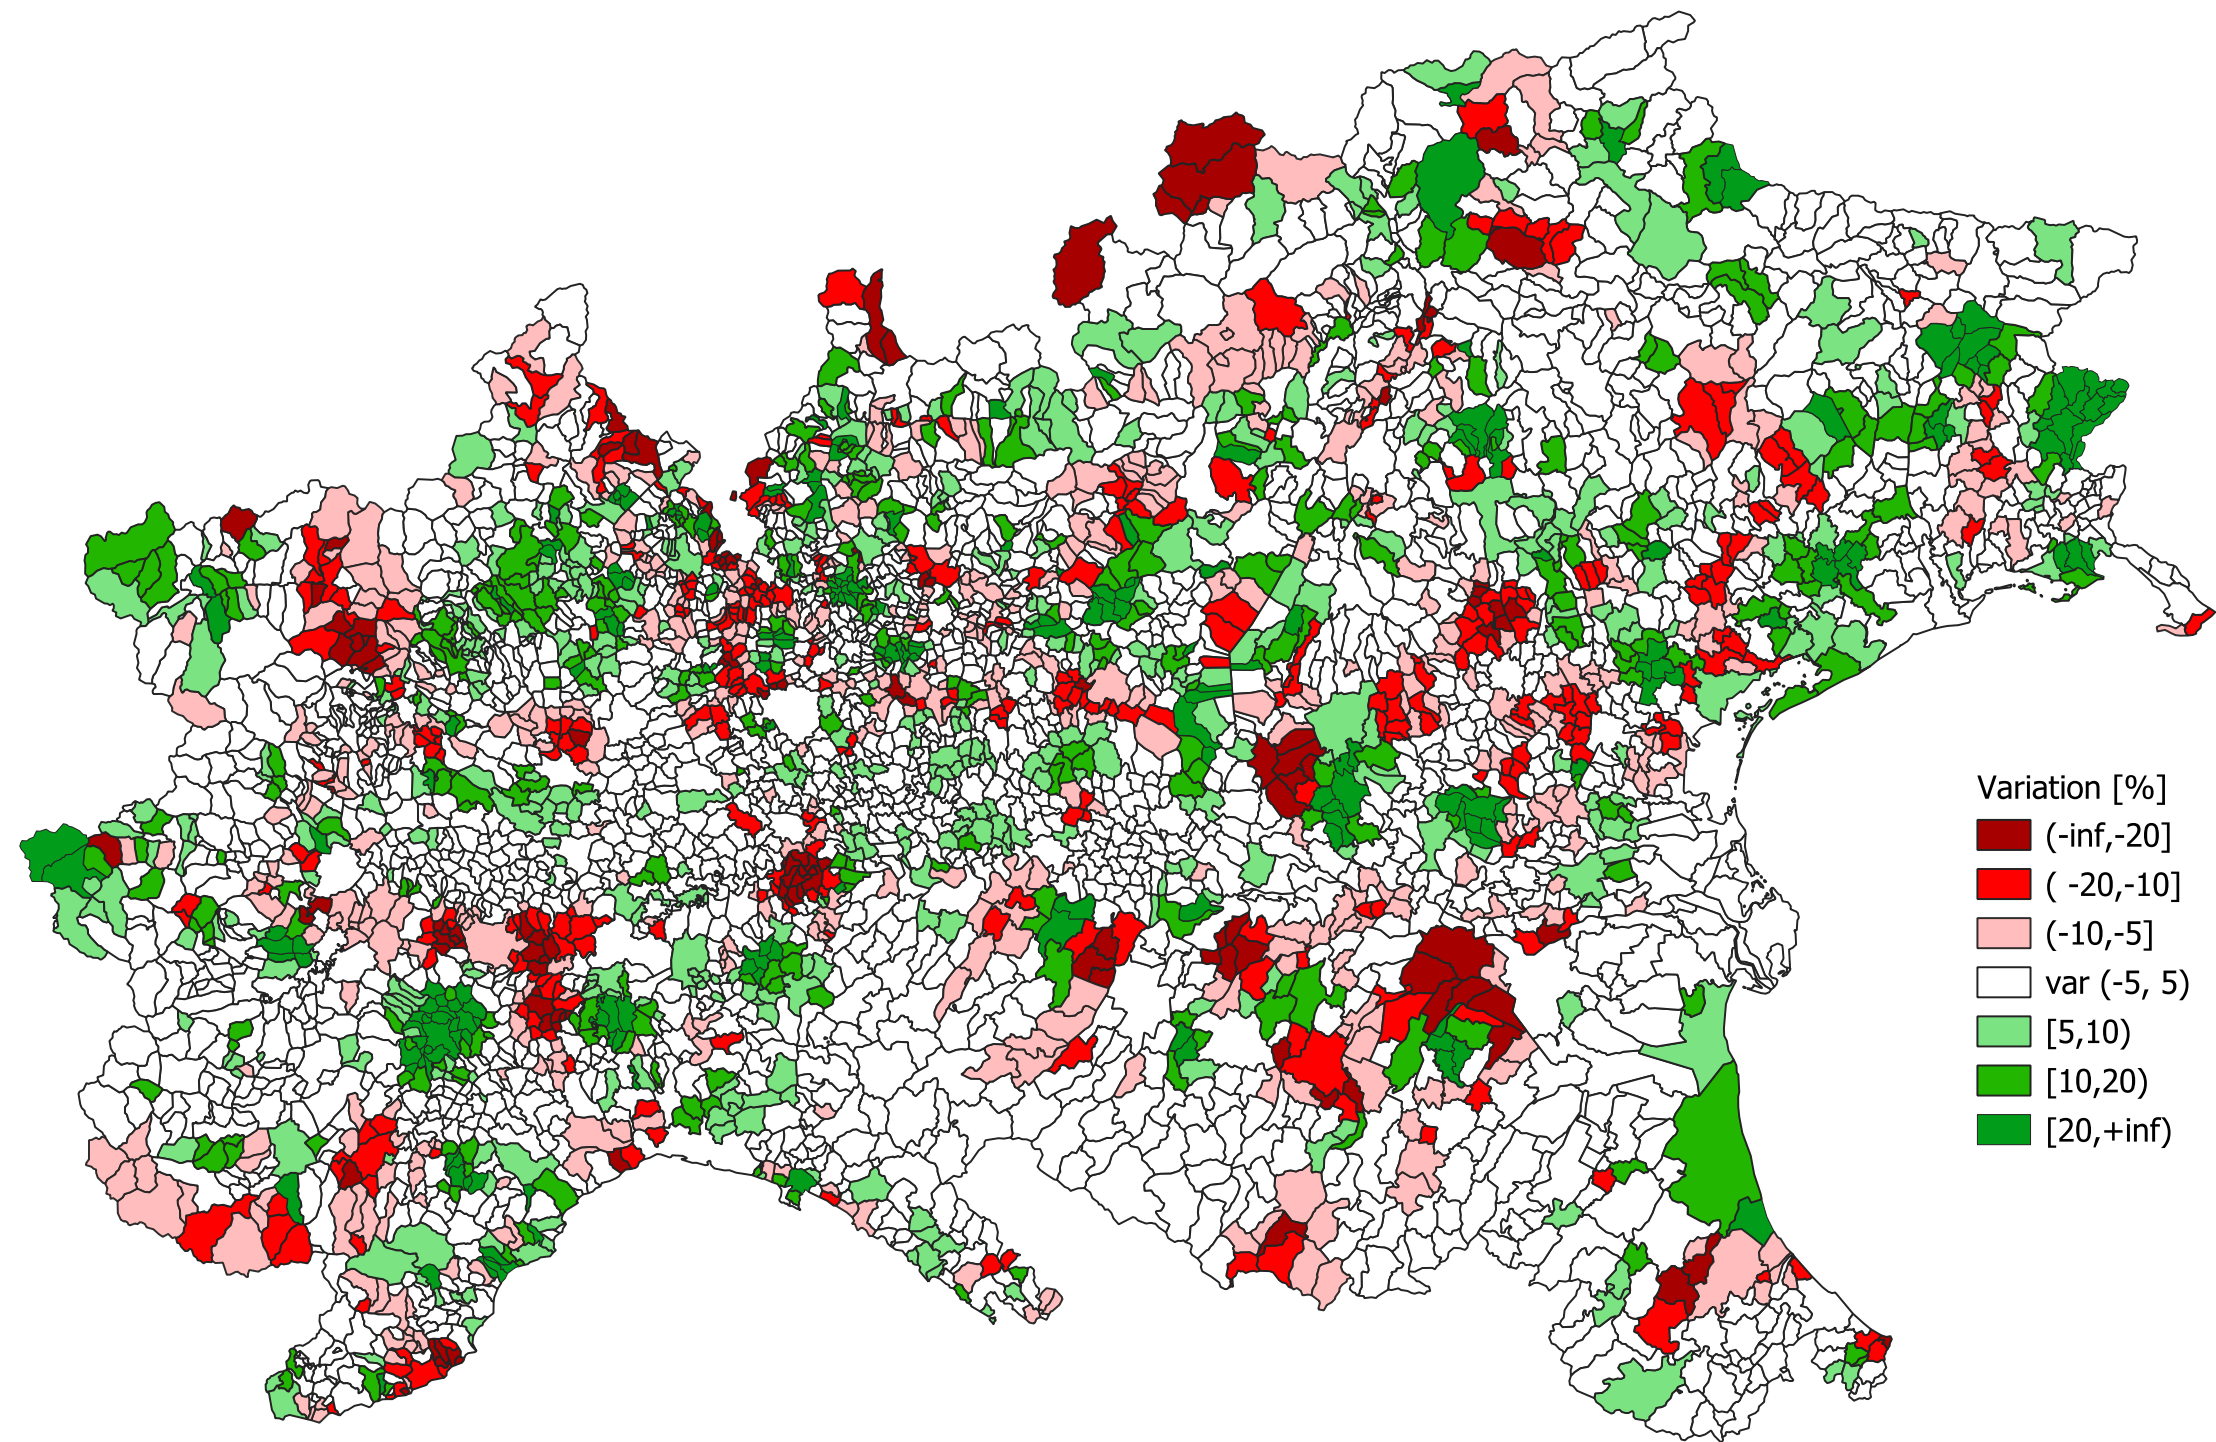 Variation [%]
(-inf,-20]
( -20,-10]
(-10,-5]
var (-5, 5)
[5,10)
[10,20)
[20,+inf)